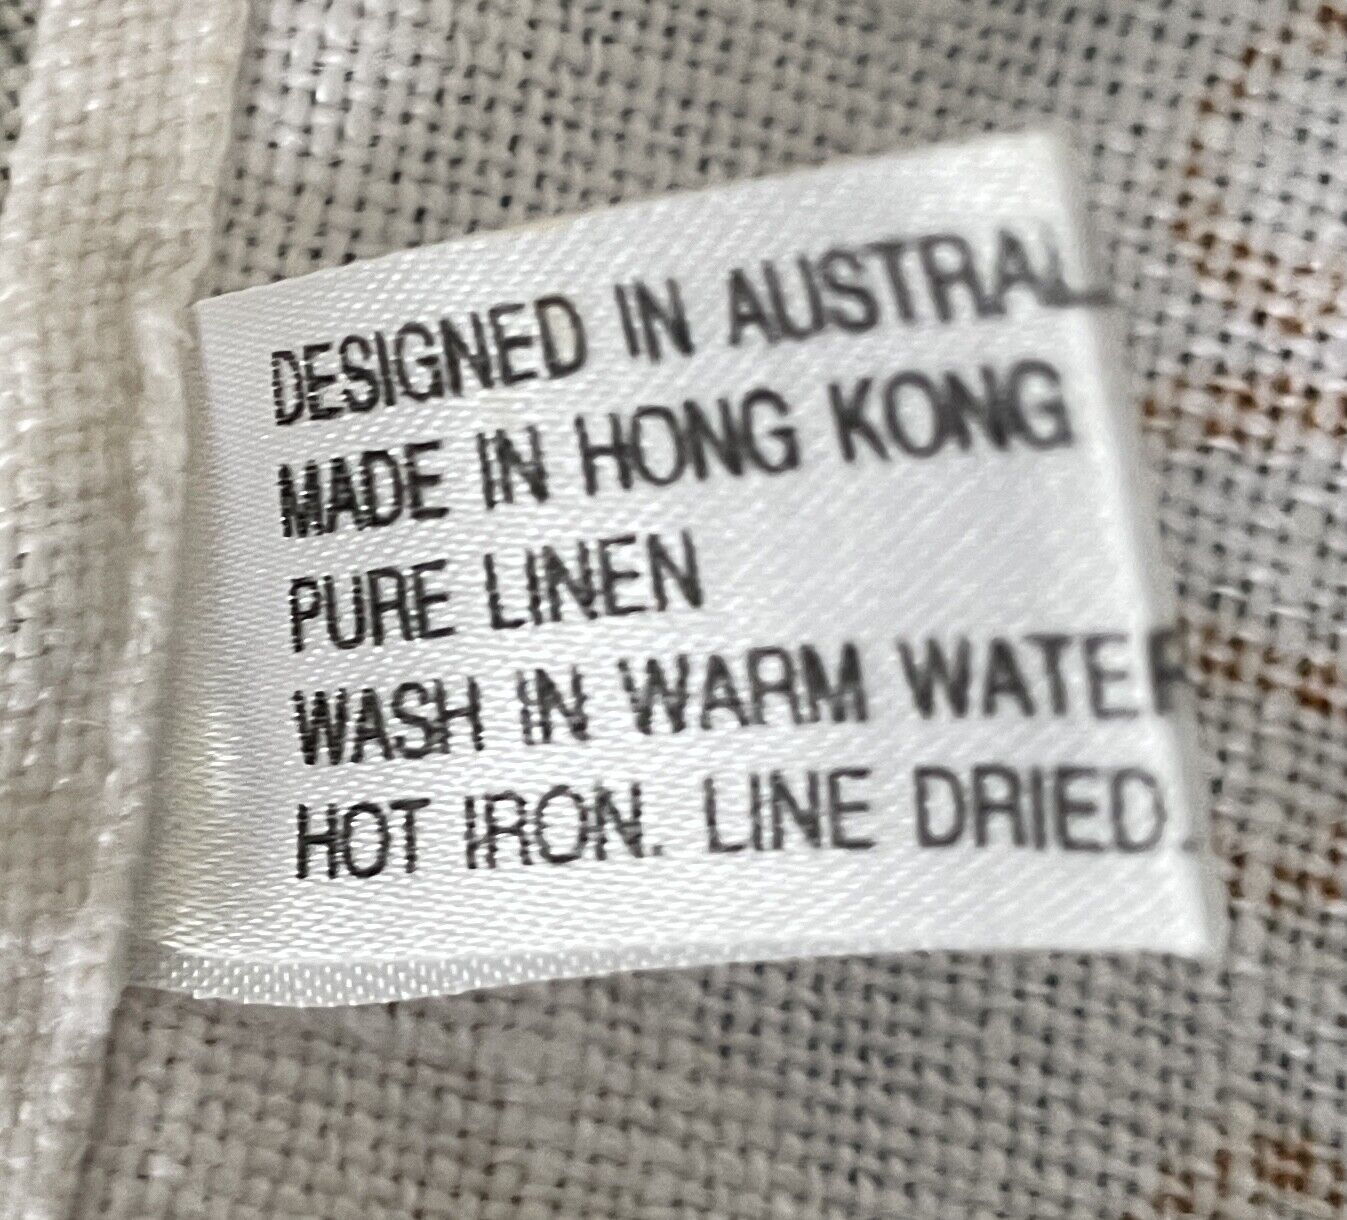 DESIGNED IN AUSTRAL
MADE IN HONG KONG
PURE LINEN
WASH IN WARM WATER
HOT IRON. LINE DRIED.